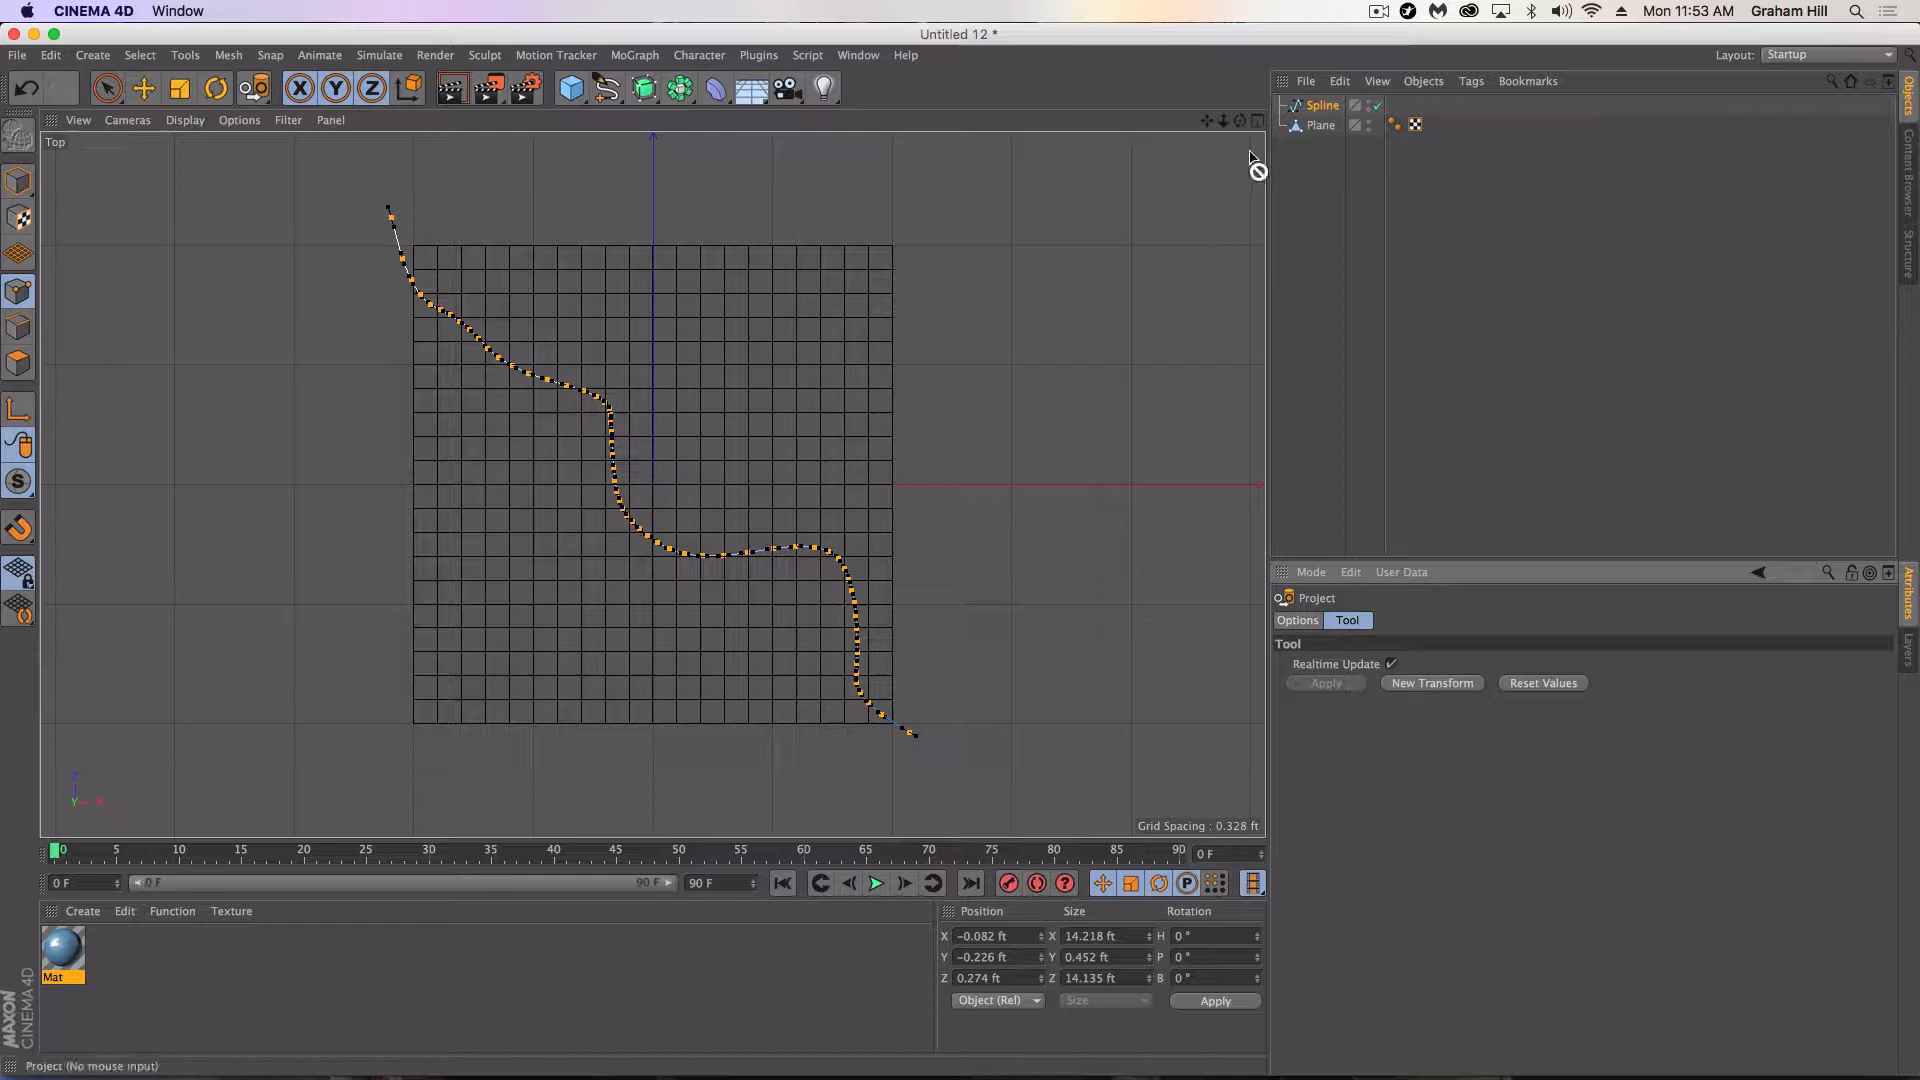 CINEMA 4D Window Mon 11:53 AM Graham Hill
Untitled 12 *
File Edit Create Select Tools Mesh Snap Animate Simulate Render Sculpt Motion Tracker MoGraph Character Plugins Script Window Help Layout: Startup
X Y Z
File Edit View Objects Tags Bookmarks
Spline
Plane
View Cameras Display Options Filter Panel
Top
Objects
Content Browser
Structure
Z
Y X
Grid Spacing : 0.328 ft
Mode Edit User Data
Project
Options Tool
Tool
Realtime Update
Apply New Transform Reset Values
Attributes
Layers
S
0 5 10 15 20 25 30 35 40 45 50 55 60 65 70 75 80 85 90 0 F
0 F 0 F 90 F 90 F ? P
Create Edit Function Texture
Mat
Position Size Rotation
X -0.082 ft X 14.218 ft H 0 °
Y -0.226 ft Y 0.452 ft P 0 °
Z 0.274 ft Z 14.135 ft B 0 °
Object (Rel) Size Apply
MAXON
CINEMA 4D
Project (No mouse input)